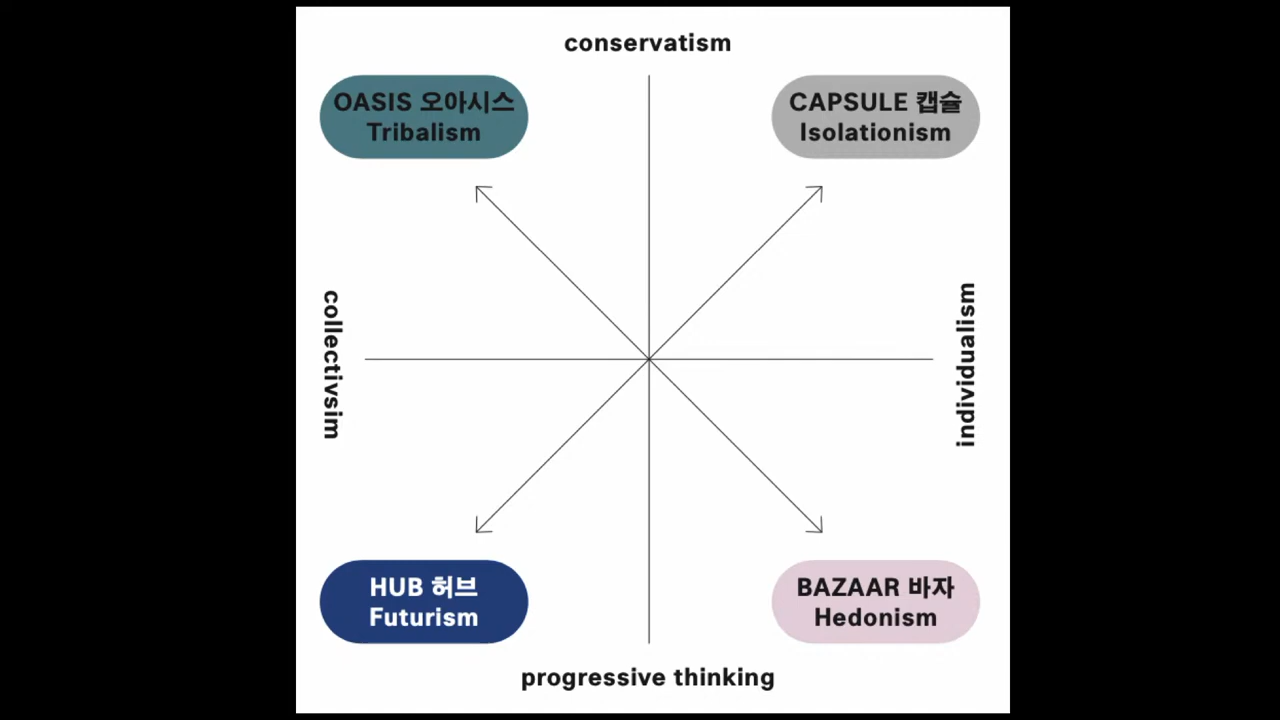 conservatism
OASIS 오아시스
Tribalism
CAPSULE 캡슐
Isolationism
collectivsim
individualism
HUB 허브
Futurism
BAZAAR 바자
Hedonism
progressive thinking